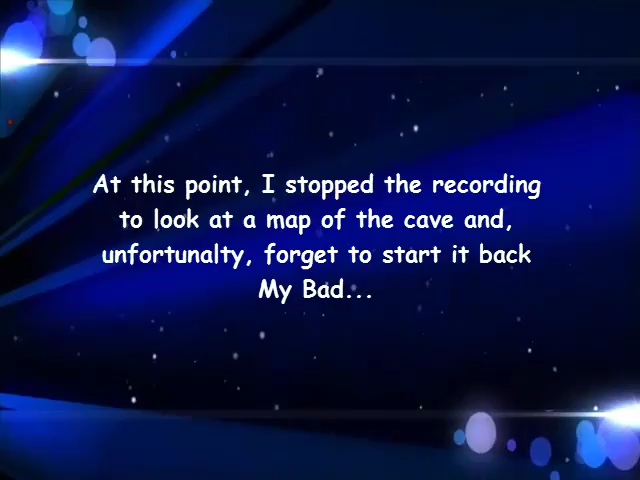 At this point, I stopped the recording
to look at a map of the cave and,
unfortunalty, forget to start it back
My Bad...